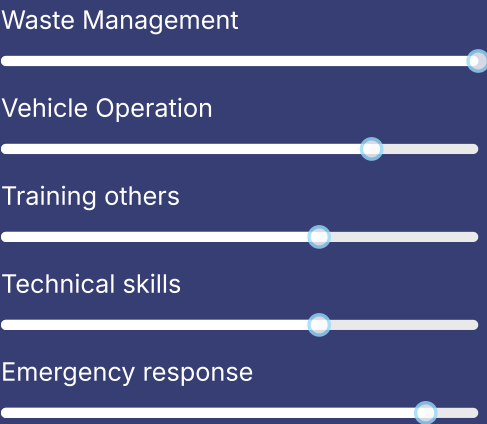 Waste Management
Vehicle Operation
Training others
Technical skills
Emergency response